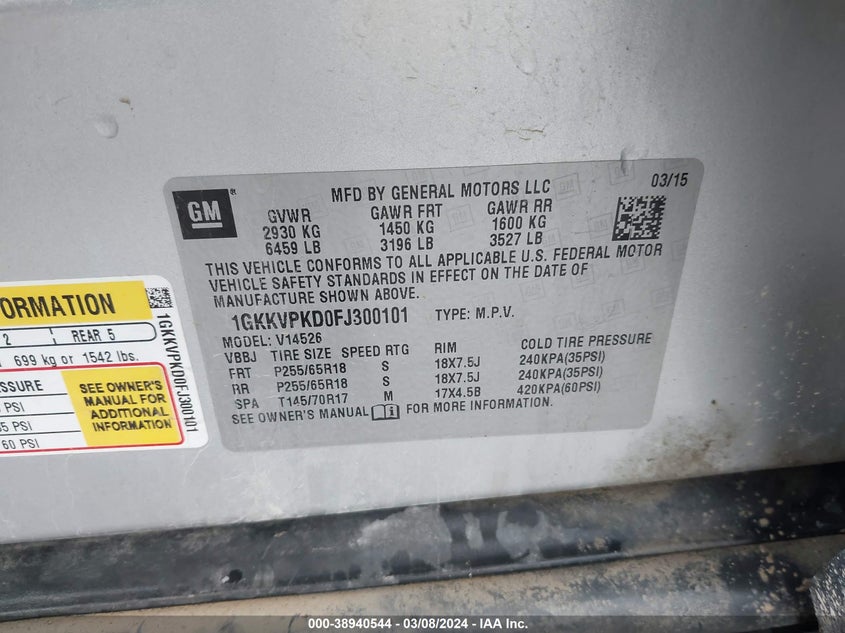 GM
®
MFD BY GENERAL MOTORS LLC
03/15
GVWR GAWR FRT GAWR RR
2930 KG 1450 KG 1600 KG
6459 LB 3196 LB 3527 LB
THIS VEHICLE CONFORMS TO ALL APPLICABLE U.S. FEDERAL MOTOR
VEHICLE SAFETY STANDARDS IN EFFECT ON THE DATE OF
MANUFACTURE SHOWN ABOVE.
1GKKVPKD0FJ300101 TYPE: M.P.V.
MODEL: V14526
VBBJ TIRE SIZE SPEED RTG RIM COLD TIRE PRESSURE
FRT P255/65R18 S 18X7.5J 240KPA(35PSI)
RR P255/65R18 S 18X7.5J 240KPA(35PSI)
SPA T145/70R17 M 17X4.5B 420KPA(60PSI)
SEE OWNER'S MANUAL FOR MORE INFORMATION.
FORMATION
2 REAR 5
699 kg or 1542 lbs.
SSURE
PSI
35 PSI
60 PSI
SEE OWNER'S
MANUAL FOR
ADDITIONAL
INFORMATION
1GKKVPKD0FJ300101
000-38940544 - 03/08/2024 - IAA Inc.